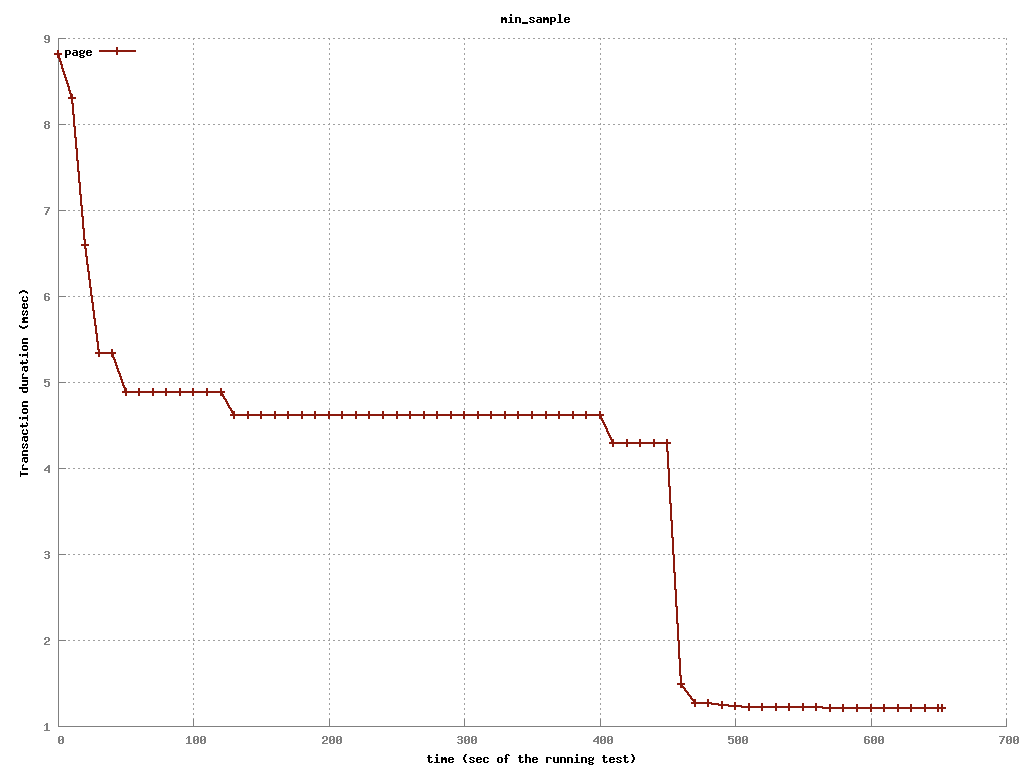 min_sample
page
9
8
7
6
5
4
3
2
1
Transaction duration (msec)
0 100 200 300 400 500 600 700
time (sec of the running test)